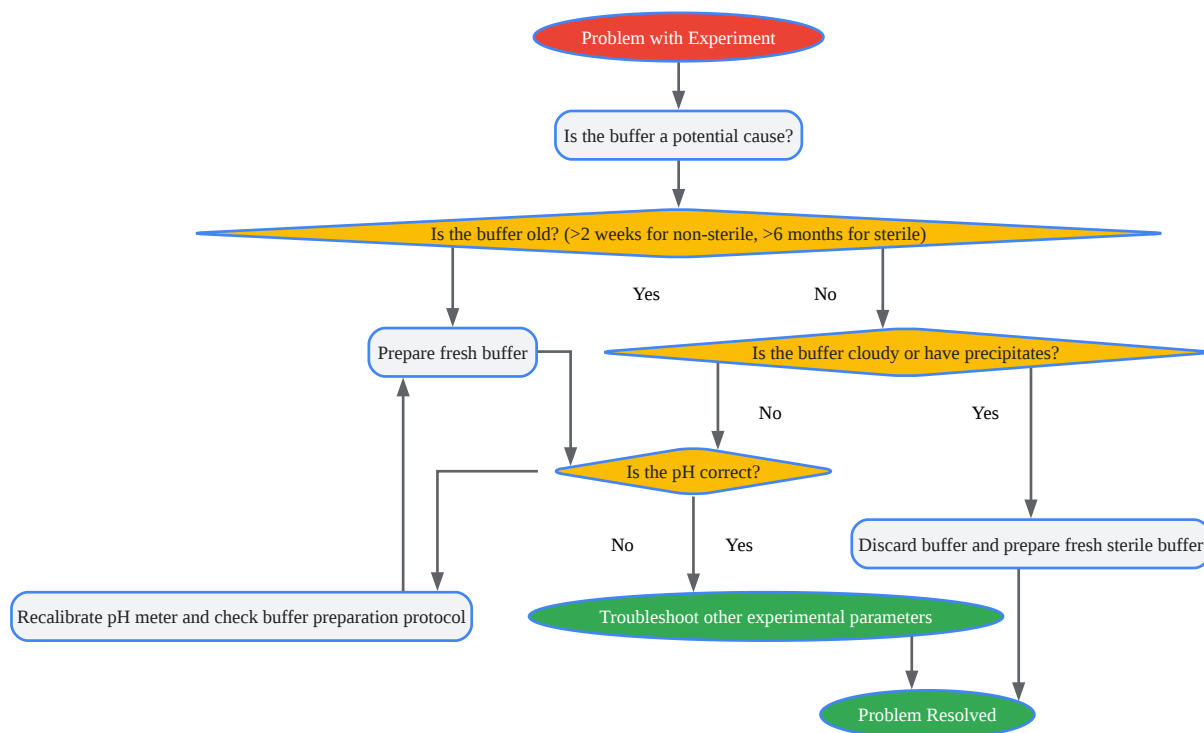 Problem with Experiment
Is the buffer a potential cause?
Is the buffer old? (>2 weeks for non-sterile, >6 months for sterile)
Yes
No
Prepare fresh buffer
Is the buffer cloudy or have precipitates?
No
Yes
Is the pH correct?
No
Yes
Discard buffer and prepare fresh sterile buffer
Recalibrate pH meter and check buffer preparation protocol
Troubleshoot other experimental parameters
Problem Resolved